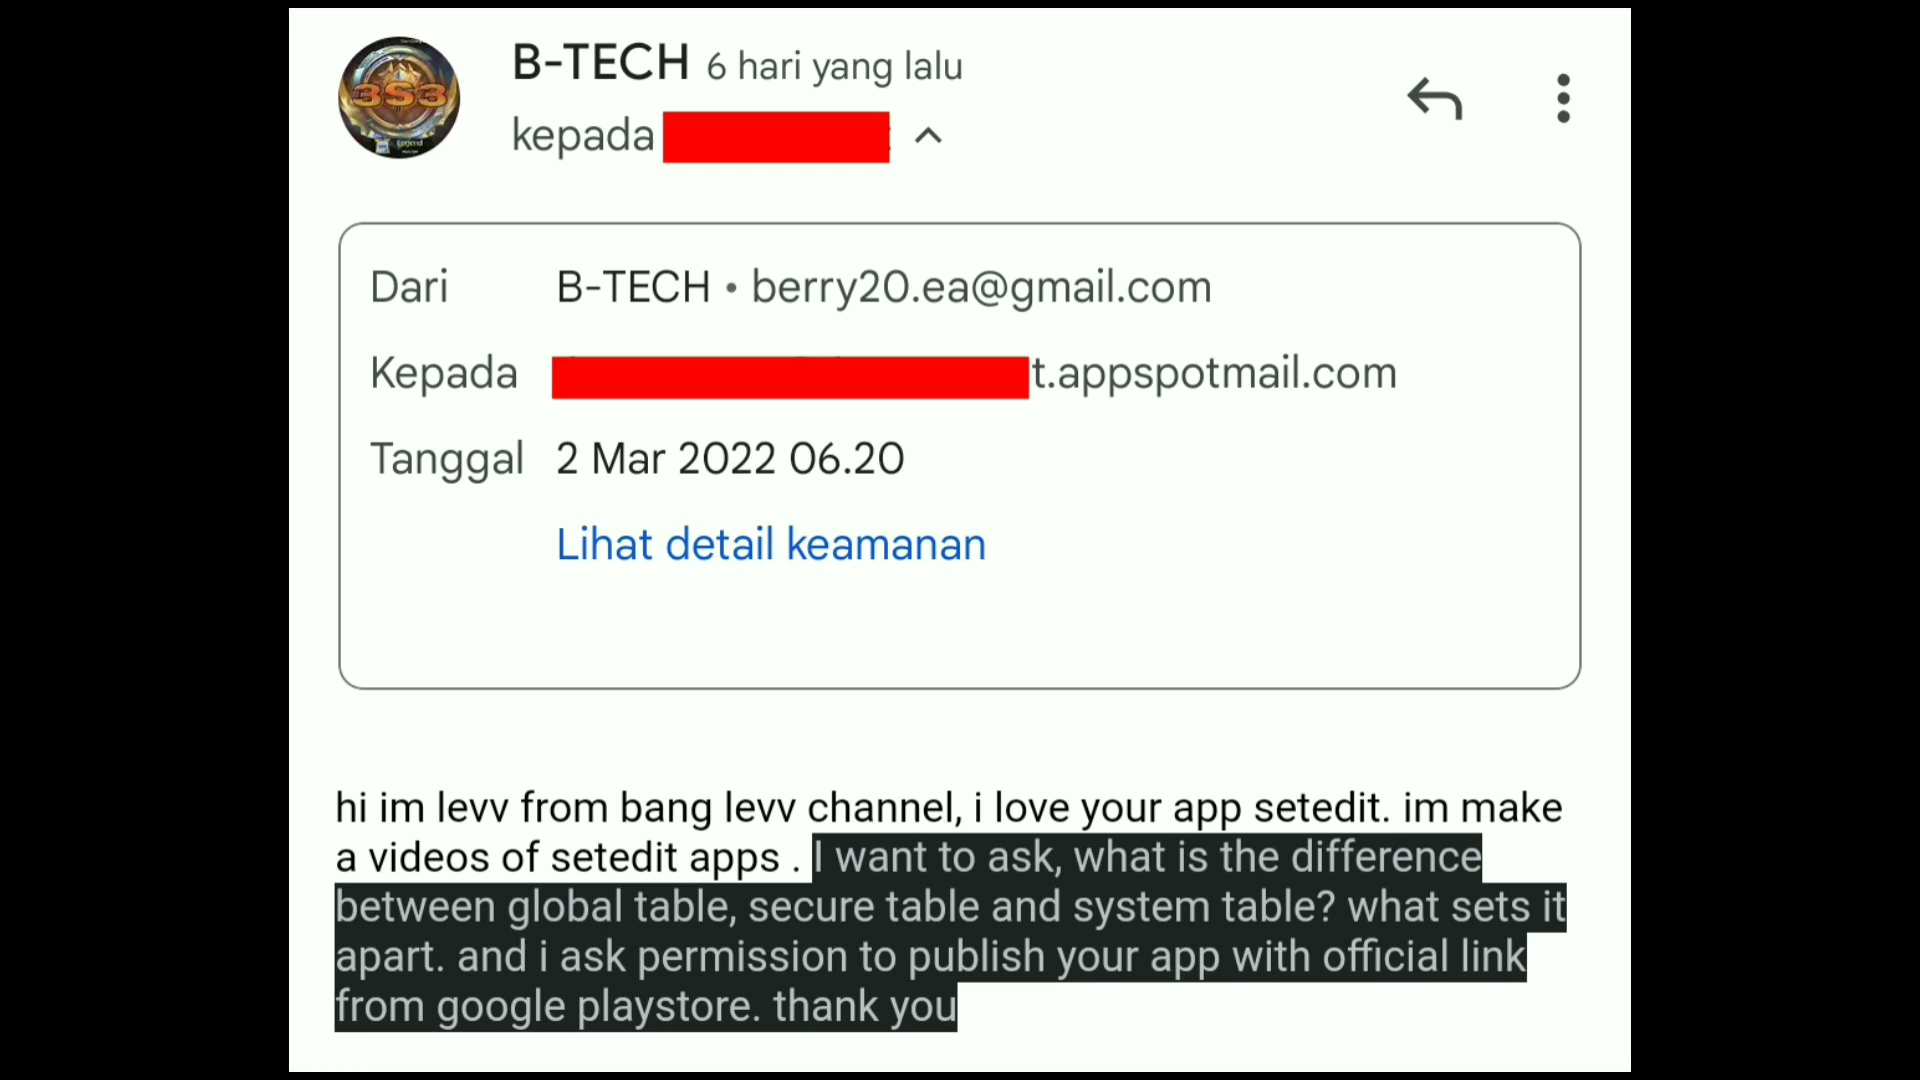 3S3
Legend
B-TECH 6 hari yang lalu
kepada
Dari B-TECH • berry20.ea@gmail.com
Kepada t.appspotmail.com
Tanggal 2 Mar 2022 06.20
Lihat detail keamanan
hi im levv from bang levv channel, i love your app setedit. im make
a videos of setedit apps . I want to ask, what is the difference
between global table, secure table and system table? what sets it
apart. and i ask permission to publish your app with official link
from google playstore. thank you